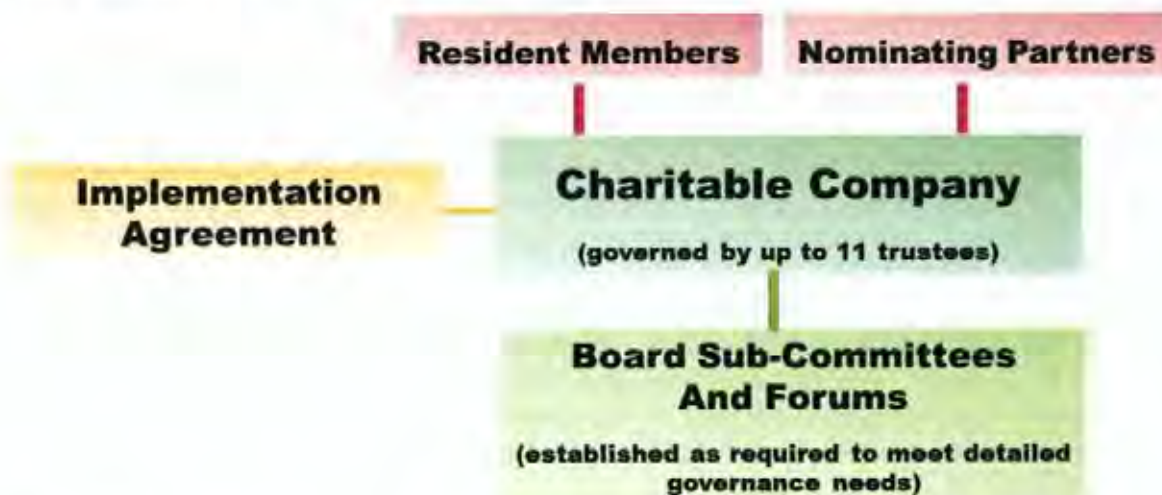 Resident Members
Nominating Partners
Implementation
Agreement
Charitable Company
(governed by up to 11 trustees)
Board Sub-Committees
And Forums
(established as required to meet detailed
governance needs)